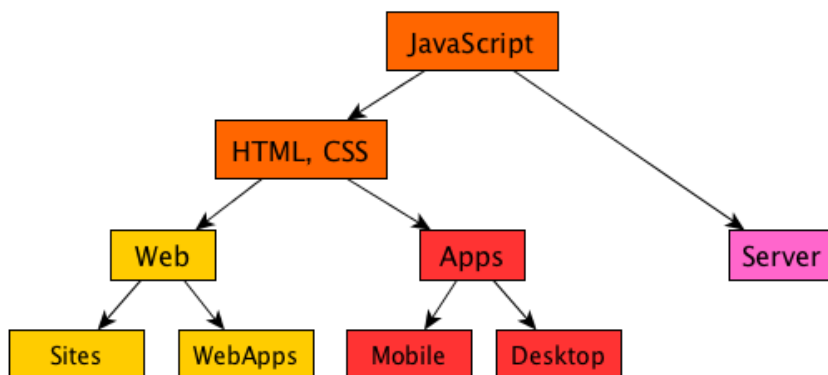 JavaScript
HTML, CSS
Web
Apps
Server
Sites
WebApps
Mobile
Desktop